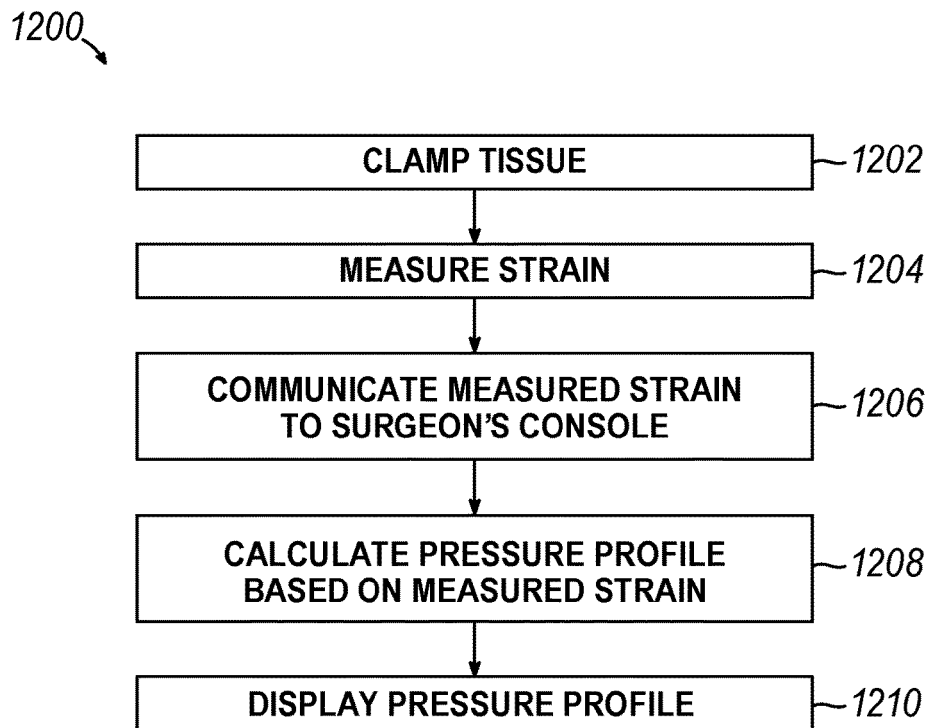 1200
CLAMP TISSUE
1202
MEASURE STRAIN
1204
COMMUNICATE MEASURED STRAIN
TO SURGEON'S CONSOLE
1206
CALCULATE PRESSURE PROFILE
BASED ON MEASURED STRAIN
1208
DISPLAY PRESSURE PROFILE
1210